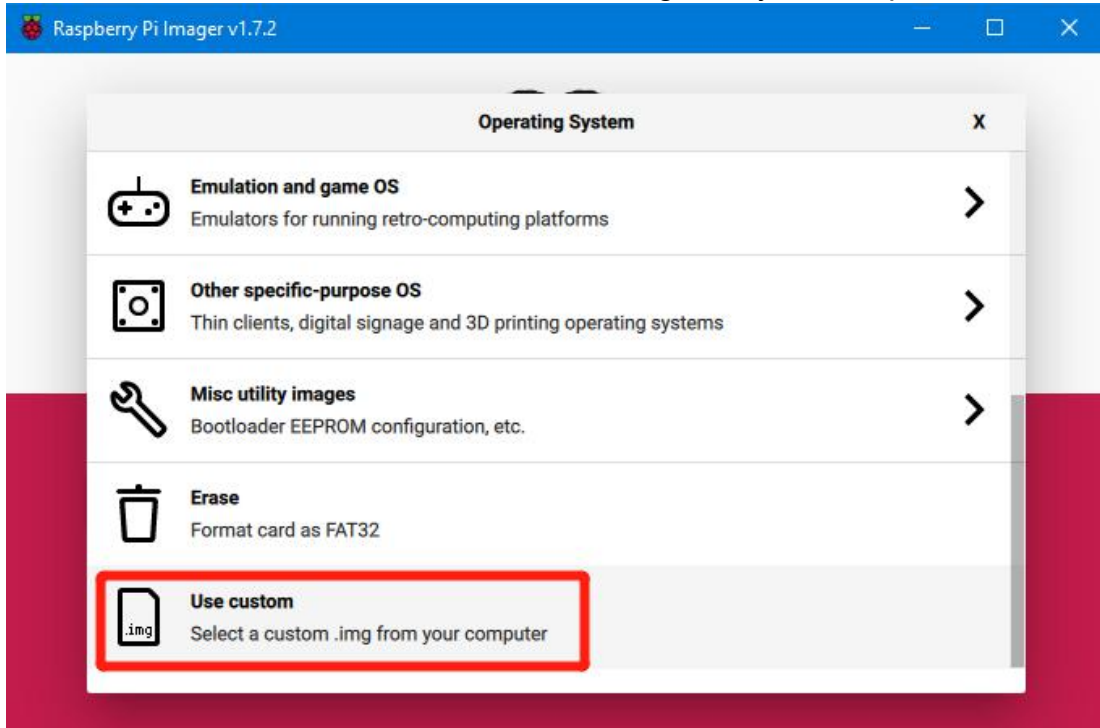 Raspberry Pi Imager v1.7.2
Operating System X
Emulation and game OS
Emulators for running retro-computing platforms
Other specific-purpose OS
Thin clients, digital signage and 3D printing operating systems
Misc utility images
Bootloader EEPROM configuration, etc.
Erase
Format card as FAT32
Use custom
.img
Select a custom .img from your computer